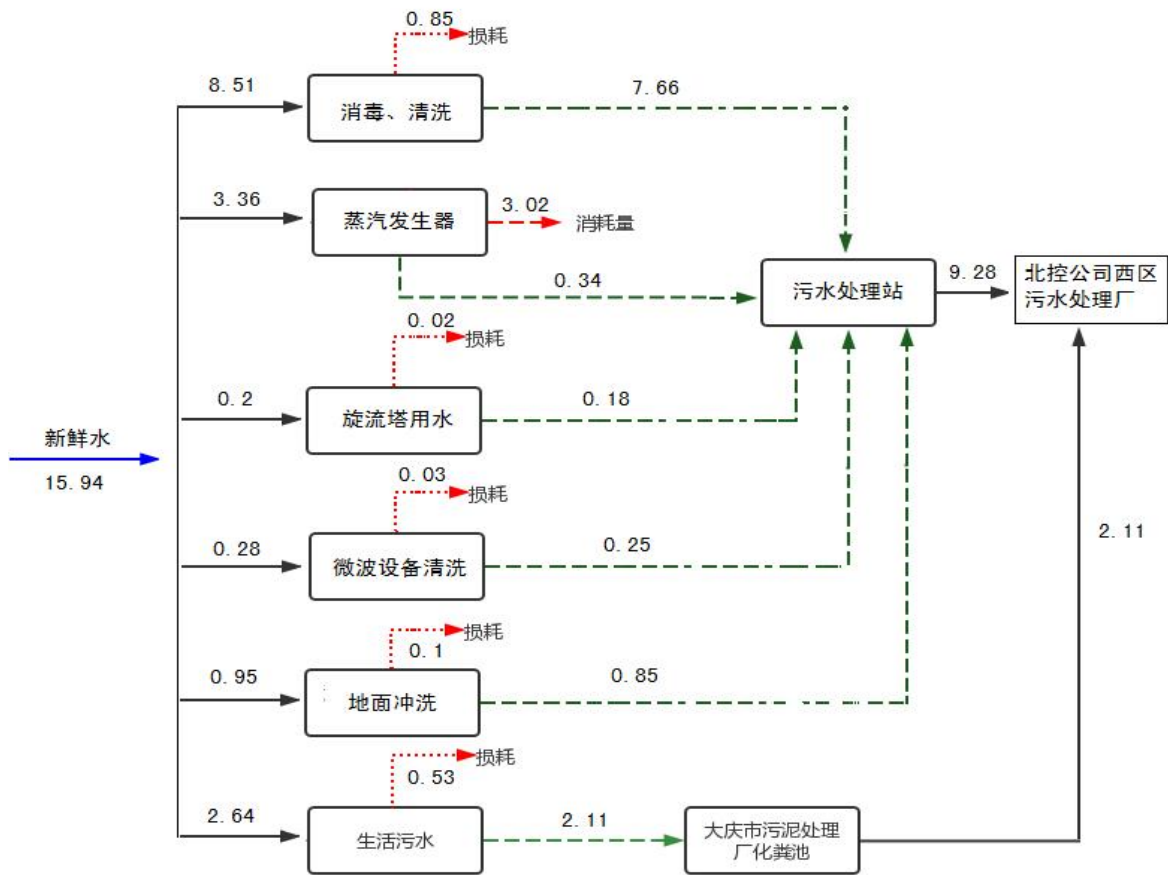 0.85
损耗
8.51
消毒、清洗
7.66
3.36
蒸汽发生器
3.02
消耗量
0.34
污水处理站
9.28
北控公司西区
污水处理厂
0.02
损耗
0.2
旋流塔用水
0.18
新鲜水
15.94
0.03
损耗
0.28
微波设备清洗
0.25
2.11
损耗
0.1
0.95
地面冲洗
0.85
损耗
0.53
2.64
生活污水
2.11
大庆市污泥处理
厂化粪池